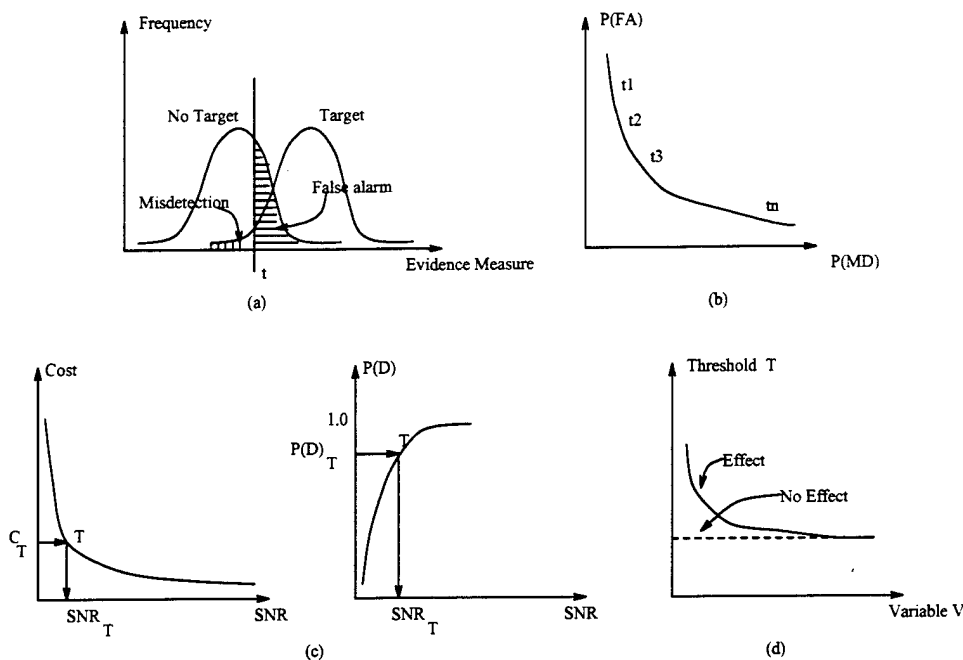 Frequency
No Target
Target
Misdetection
False alarm
t
Evidence Measure
(a)
P(FA)
t1
t2
t3
tn
P(MD)
(b)
Cost
C
T
T
SNR
T
SNR
P(D)
1.0
P(D)
T
T
SNR
T
SNR
(c)
Threshold T
Effect
No Effect
Variable V
(d)